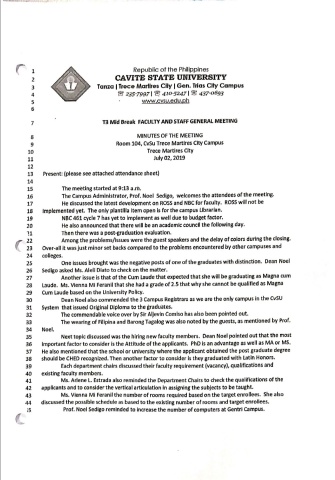 Republic of the Philippines
CAVITE STATE UNIVERSITY
Tanza | Trece Martires City | Gen. Trias City Campus
☏ 235-7997 | ☏ 410-5247 | ☏ 437-0693
www.cvsu.edu.ph
1
2
3
4
5
6
7 T3 Mid Break FACULTY AND STAFF GENERAL MEETING
8 MINUTES OF THE MEETING
9 Room 104, CvSU Trece Martires City Campus
10 Trece Martires City
11 July 02, 2019
12
13 Present: (please see attached attendance sheet)
14
15 The meeting started at 9:13 a.m.
16 The Campus Administrator, Prof. Noel Sedigo, welcomes the attendees of the meeting.
17 He discussed the latest development on ROSS and NBC for faculty. ROSS will not be
18 implemented yet. The only plantilla item open is for the campus Librarian.
19 NBC 461 cycle 7 has yet to implement as well due to budget factor.
20 He also announced that there will be an academic council the following day.
21 Then there was a post-graduation evaluation.
22 Among the problems/issues were the guest speakers and the delay of colors during the closing.
23 Over-all it was just minor set backs compared to the problems encountered by other campuses and
24 colleges.
25 One issues brought was the negative posts of one of the graduates with distinction. Dean Noel
26 Sedigo asked Ms. Aleli Diato to check on the matter.
27 Another issue is that of the Cum Laude that expected that she will be graduating as Magna cum
28 Laude. Ms. Vienna Mi Feranil that she had a grade of 2.5 that why she cannot be qualified as Magna
29 Cum Laude based on the University Policy.
30 Dean Noel also commended the 3 Campus Registrars as we are the only campus in the CvSU
31 System that issued Original Diploma to the graduates.
32 The commendable voice over by Sir Aljevin Comiso has also been pointed out.
33 The wearing of Filipina and Barong Tagalog was also noted by the guests, as mentioned by Prof.
34 Noel.
35 Next topic discussed was the hiring new faculty members. Dean Noel pointed out that the most
36 important factor to consider is the Attitude of the applicants. PhD is an advantage as well as MA or MS.
37 He also mentioned that the school or university where the applicant obtained the post graduate degree
38 should be CHED recognized. Then another factor to consider is they graduated with Latin Honors.
39 Each department chairs discussed their faculty requirement (vacancy), qualifications and
40 existing faculty members.
41 Ms. Arlene L. Estrada also reminded the Department Chairs to check the qualifications of the
42 applicants and to consider the vertical articulation in assigning the subjects to be taught.
43 Ms. Vienna Mi Feranil the number of rooms required based on the target enrollees. She also
44 discussed the possible schedule as based to the existing number of rooms and target enrollees.
45 Prof. Noel Sedigo reminded to increase the number of computers at Gentri Campus.